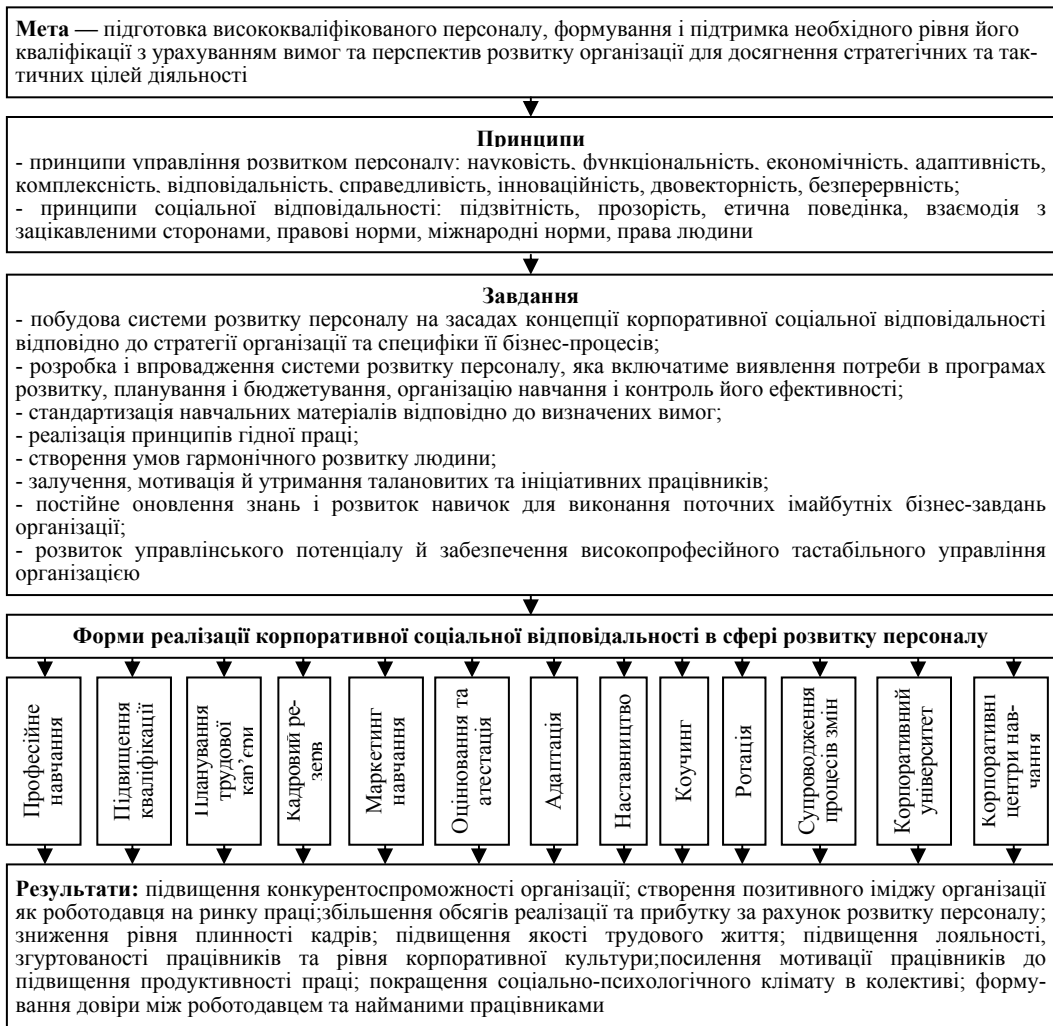 Мета — підготовка висококваліфікованого персоналу, формування і підтримка необхідного рівня його
кваліфікації з урахуванням вимог та перспектив розвитку організації для досягнення стратегічних та так-
тичних цілей діяльності
Принципи
- принципи управління розвитком персоналу: науковість, функціональність, економічність, адаптивність,
комплексність, відповідальність, справедливість, інноваційність, двовекторність, безперервність;
- принципи соціальної відповідальності: підзвітність, прозорість, етична поведінка, взаємодія з
зацікавленими сторонами, правові норми, міжнародні норми, права людини
Завдання
- побудова системи розвитку персоналу на засадах концепції корпоративної соціальної відповідальності
відповідно до стратегії організації та специфіки її бізнес-процесів;
- розробка і впровадження системи розвитку персоналу, яка включатиме виявлення потреби в програмах
розвитку, планування і бюджетування, організацію навчання і контроль його ефективності;
- стандартизація навчальних матеріалів відповідно до визначених вимог;
- реалізація принципів гідної праці;
- створення умов гармонічного розвитку людини;
- залучення, мотивація й утримання талановитих та ініціативних працівників;
- постійне оновлення знань і розвиток навичок для виконання поточних імайбутніх бізнес-завдань
організації;
- розвиток управлінського потенціалу й забезпечення високопрофесійного тастабільного управління
організацією
Форми реалізації корпоративної соціальної відповідальності в сфері розвитку персоналу
Професійне
навчання
Підвищення
кваліфікації
Планування
трудової
кар’єри
Кадровий ре-
зерв
Маркетинг
навчання
Оцінювання та
атестація
Адаптація
Наставництво
Коучинг
Ротація
Супроводження
процесів змін
Корпоративний
університет
Корпоративні
центри нав-
чання
Результати: підвищення конкурентоспроможності організації; створення позитивного іміджу організації
як роботодавця на ринку праці;збільшення обсягів реалізації та прибутку за рахунок розвитку персоналу;
зниження рівня плинності кадрів; підвищення якості трудового життя; підвищення лояльності,
згуртованості працівників та рівня корпоративної культури;посилення мотивації працівників до
підвищення продуктивності праці; покращення соціально-психологічного клімату в колективі; форму-
вання довіри між роботодавцем та найманими працівниками